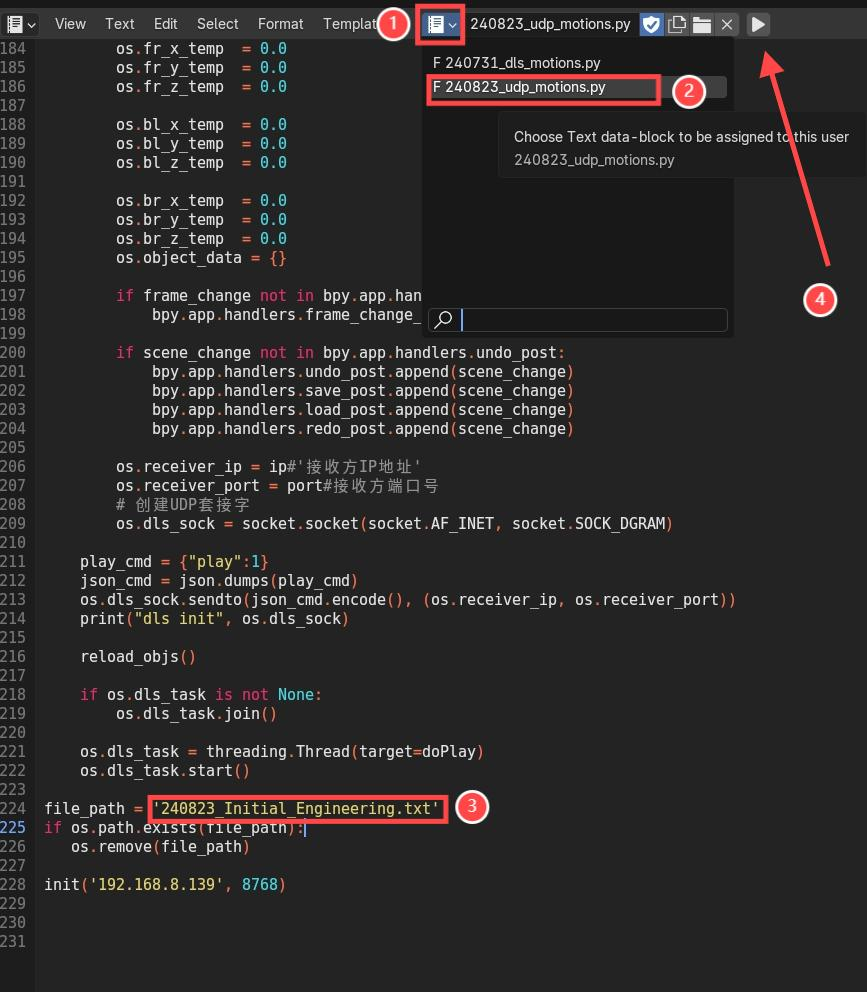 View Text Edit Select Format Templat 1 240823_udp_motions.py
F 240731_dls_motions.py
F 240823_udp_motions.py 2
Choose Text data-block to be assigned to this user
240823_udp_motions.py
4
184 os.fr_x_temp = 0.0
185 os.fr_y_temp = 0.0
186 os.fr_z_temp = 0.0
187
188 os.bl_x_temp = 0.0
189 os.bl_y_temp = 0.0
190 os.bl_z_temp = 0.0
191
192 os.br_x_temp = 0.0
193 os.br_y_temp = 0.0
194 os.br_z_temp = 0.0
195 os.object_data = {}
196
197 if frame_change not in bpy.app.han
198 bpy.app.handlers.frame_change_
199
200 if scene_change not in bpy.app.handlers.undo_post:
201 bpy.app.handlers.undo_post.append(scene_change)
202 bpy.app.handlers.save_post.append(scene_change)
203 bpy.app.handlers.load_post.append(scene_change)
204 bpy.app.handlers.redo_post.append(scene_change)
205
206 os.receiver_ip = ip#'接收方IP地址'
207 os.receiver_port = port#接收方端口号
208 # 创建UDP套接字
209 os.dls_sock = socket.socket(socket.AF_INET, socket.SOCK_DGRAM)
210
211 play_cmd = {"play":1}
212 json_cmd = json.dumps(play_cmd)
213 os.dls_sock.sendto(json_cmd.encode(), (os.receiver_ip, os.receiver_port))
214 print("dls init", os.dls_sock)
215
216 reload_objs()
217
218 if os.dls_task is not None:
219 os.dls_task.join()
220
221 os.dls_task = threading.Thread(target=doPlay)
222 os.dls_task.start()
223
224 file_path = '240823_Initial_Engineering.txt' 3
225 if os.path.exists(file_path):
226 os.remove(file_path)
227
228 init('192.168.8.139', 8768)
229
230
231